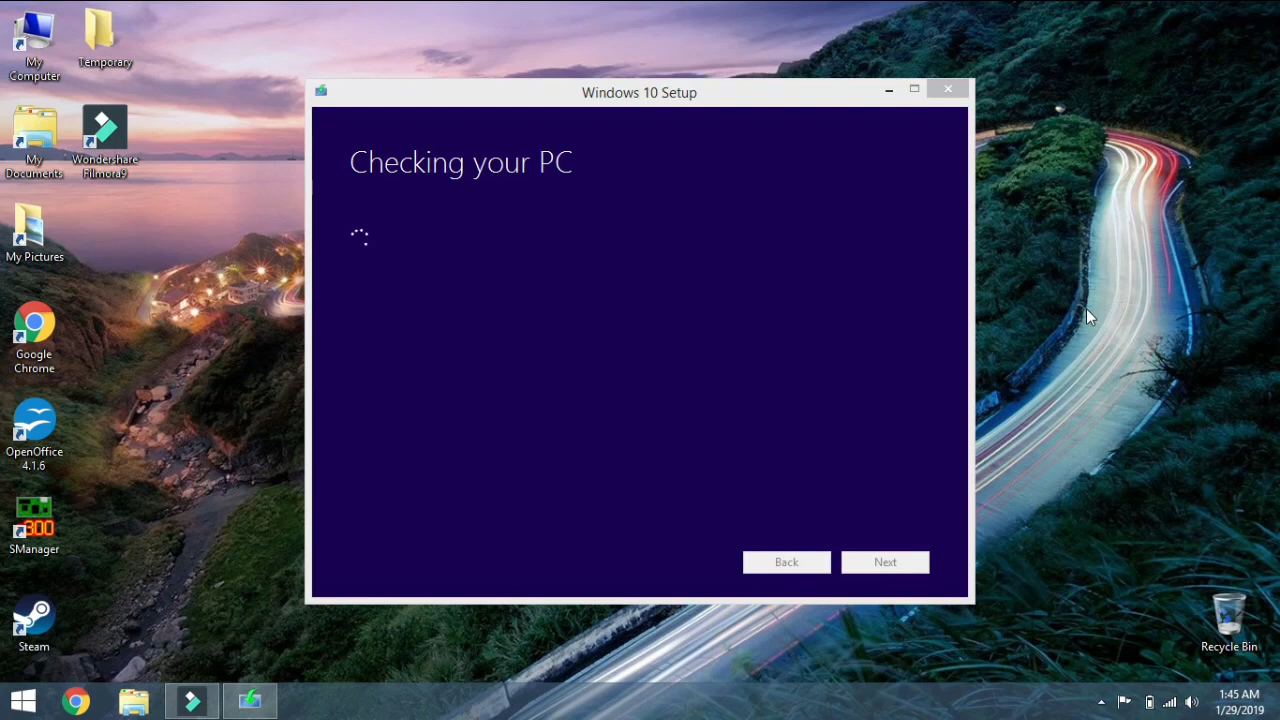 My
Computer
Temporary
My
Documents
Wondershare
Filmora9
My Pictures
Google
Chrome
OpenOffice
4.1.6
300
SManager
Steam
Windows 10 Setup
Checking your PC
Back
Next
Recycle Bin
1:45 AM
1/29/2019